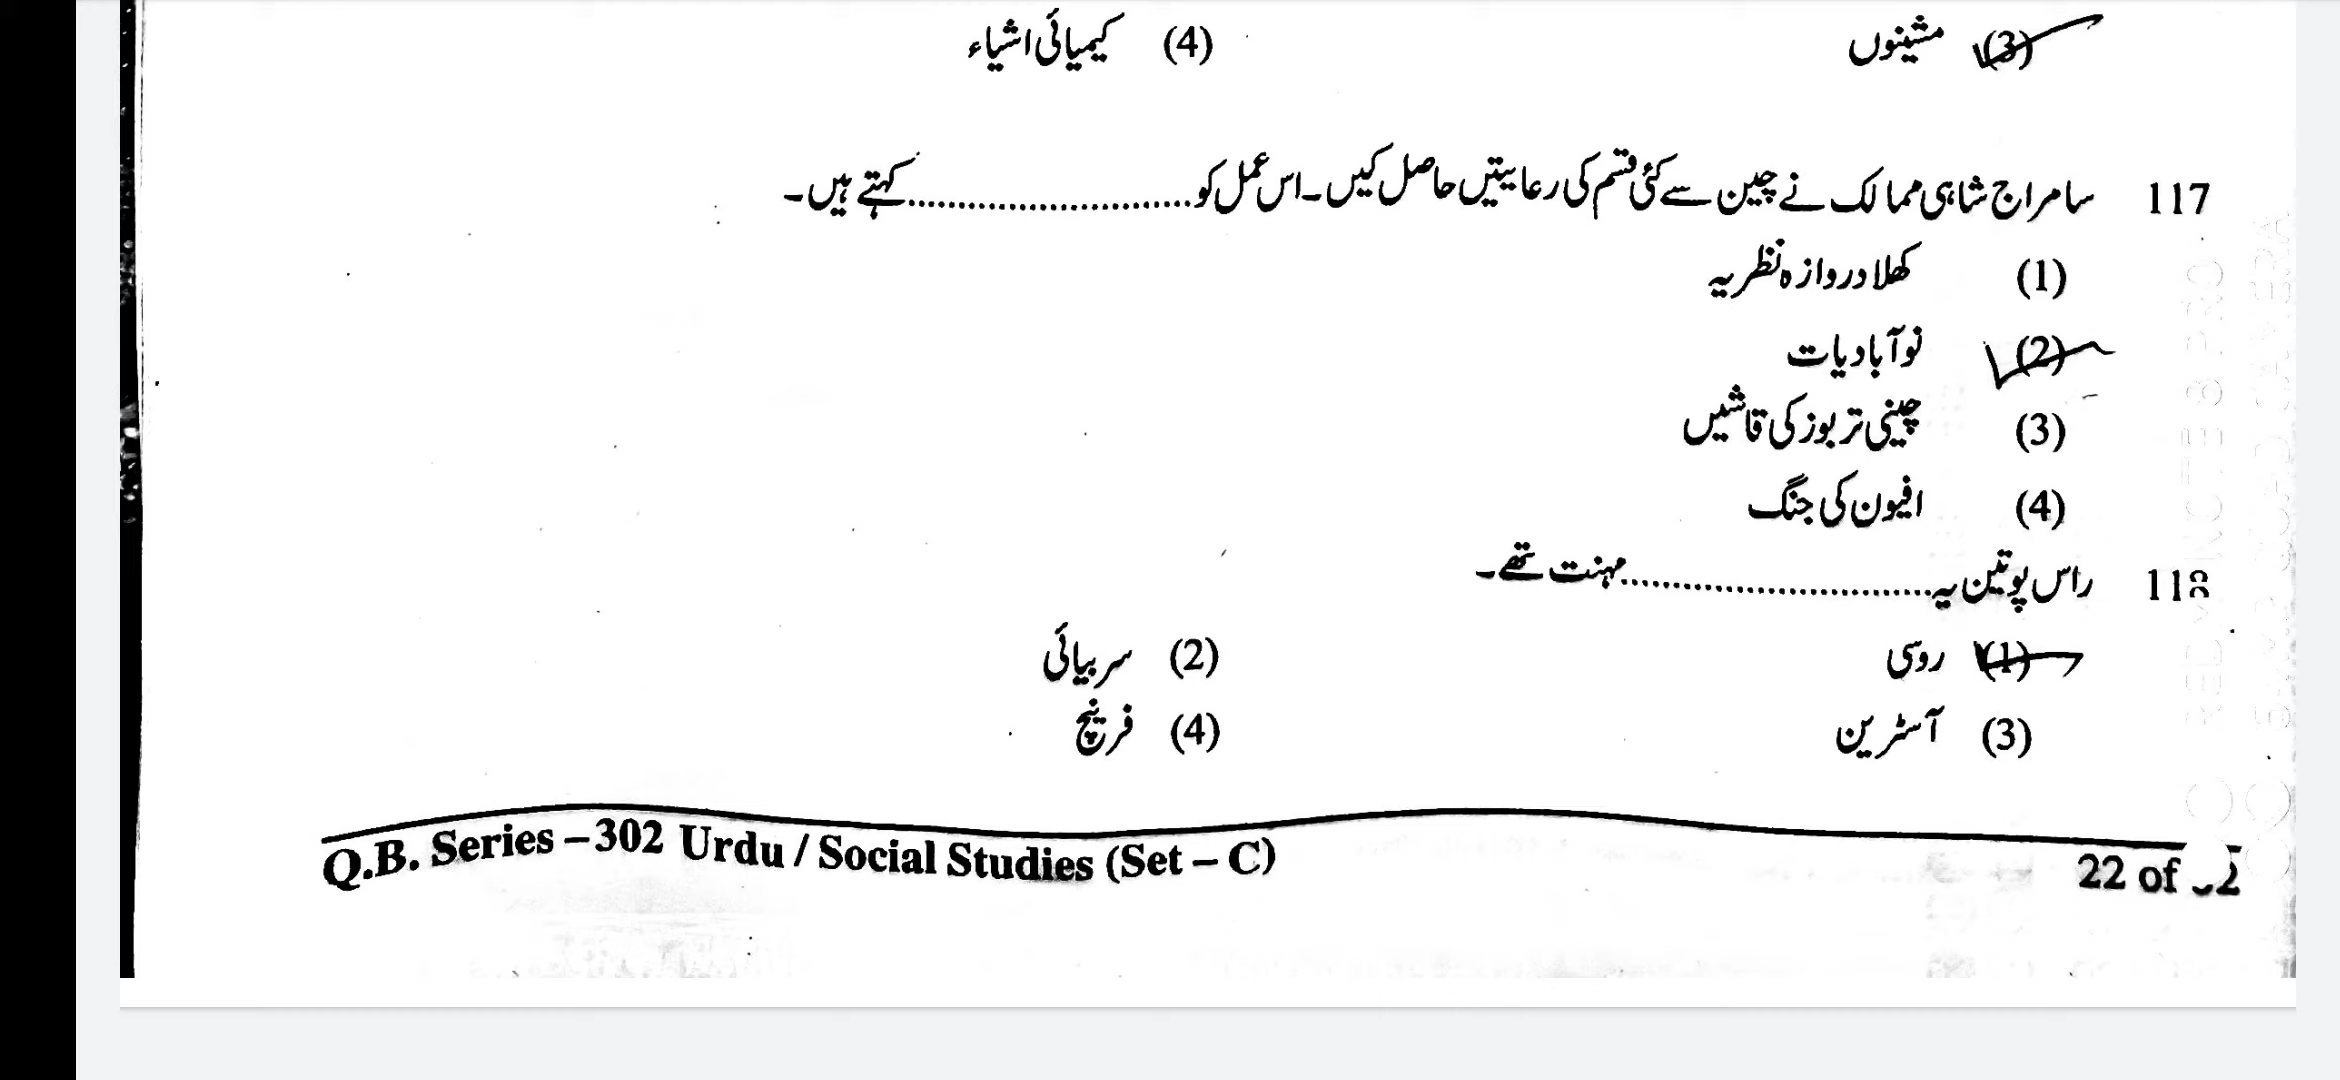 (3) مشینوں (4) کیمیائی اشیاء
117 سامراج شاہی ممالک نے چین سے کئی قسم کی رعایتیں حاصل کیں۔ اس عمل کو.............................کہتے ہیں۔
(1) کھلا دروازہ نظریہ
(2) نوآبادیات
(3) چینی تربوز کی قاشیں
(4) افیون کی جنگ
118 راس پوتین یہ.............................مہنت تھے۔
(1) روسی (2) سربیائی
(3) آسٹرین (4) فرینچ
Q.B. Series – 302 Urdu / Social Studies (Set – C) 22 of